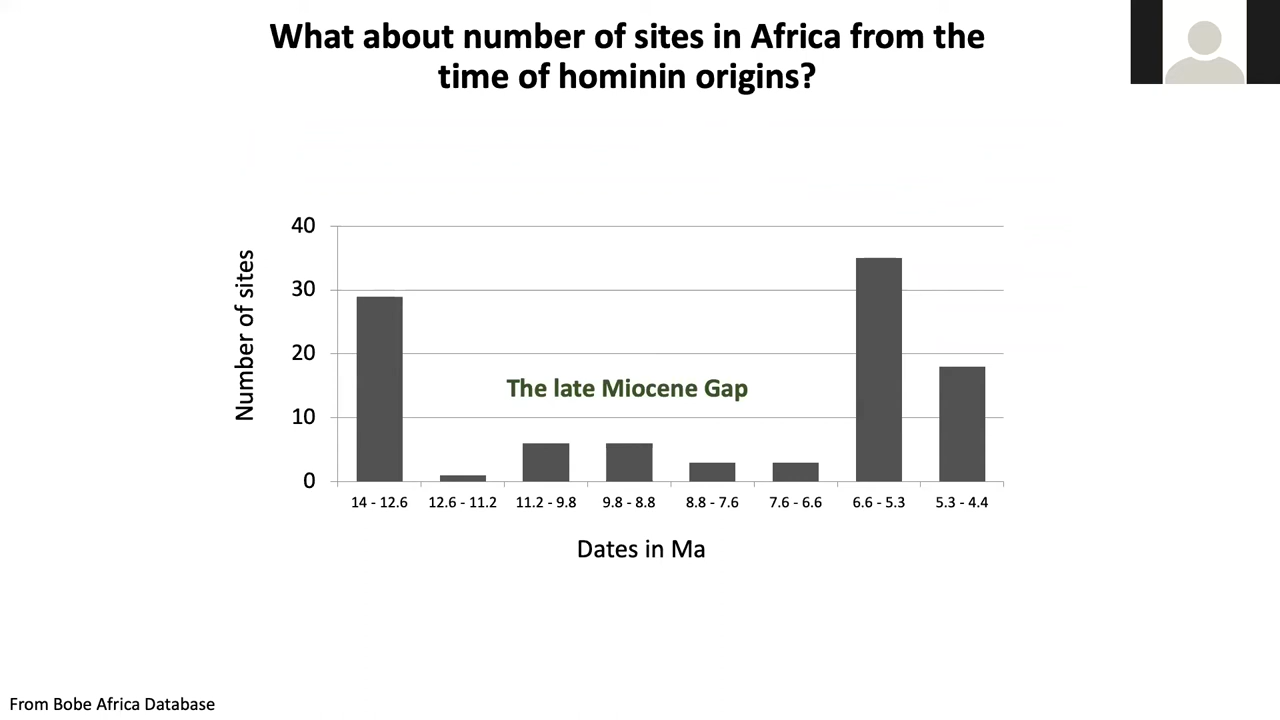 What about number of sites in Africa from the
time of hominin origins?
Number of sites
40
30
20
10
0
The late Miocene Gap
14 - 12.6 12.6 - 11.2 11.2 - 9.8 9.8 - 8.8 8.8 - 7.6 7.6 - 6.6 6.6 - 5.3 5.3 - 4.4
Dates in Ma
From Bobe Africa Database